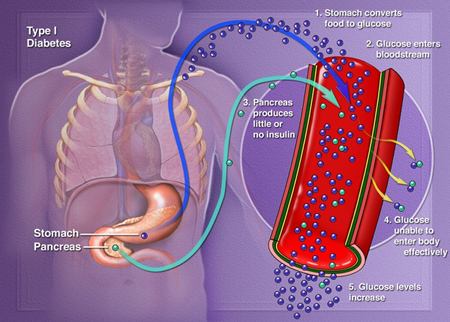 Type I
Diabetes
1. Stomach converts
food to glucose
2. Glucose enters
bloodstream
3. Pancreas
produces
little or
no insulin
Stomach
Pancreas
4. Glucose
unable to
enter body
effectively
5. Glucose levels
increase